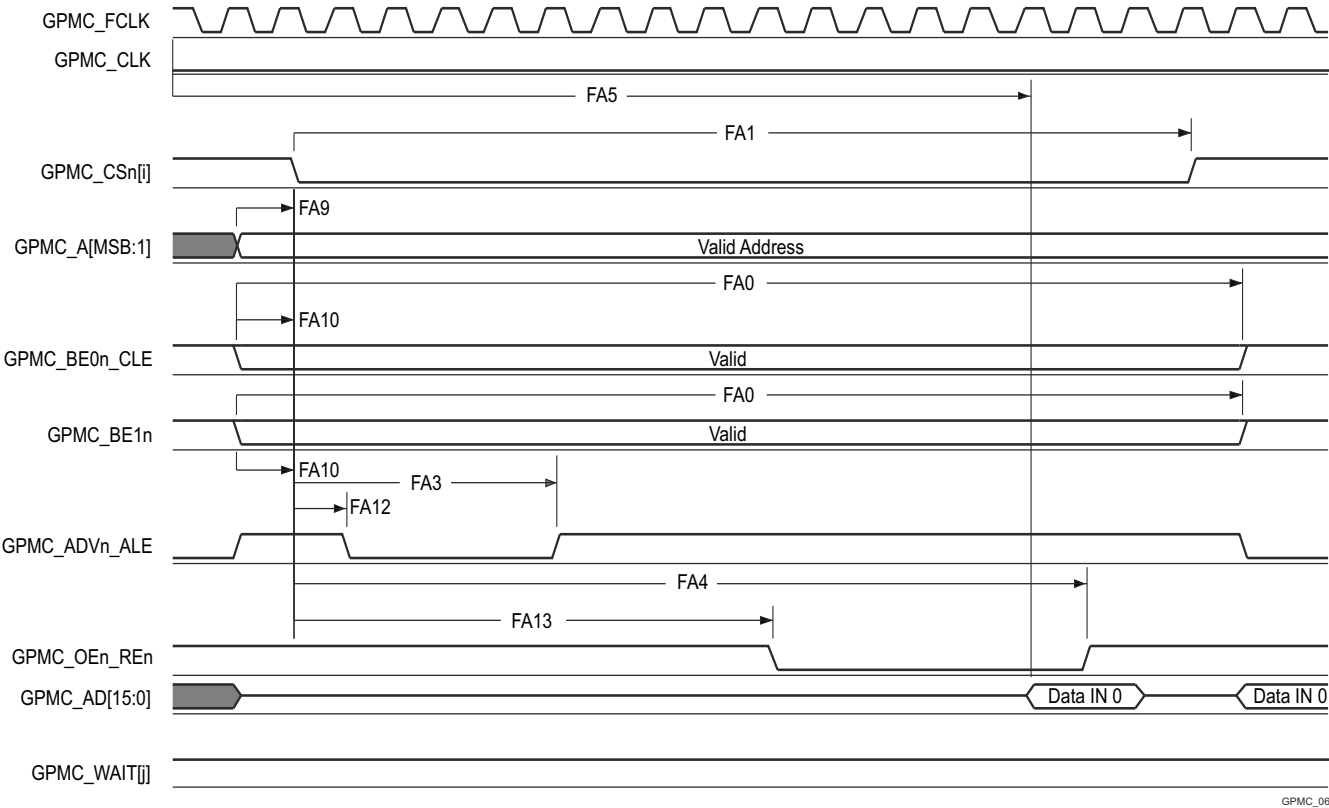 GPMC_FCLK
GPMC_CLK
FA5
FA1
GPMC_CSn[i]
FA9
GPMC_A[MSB:1]
Valid Address
FA0
FA10
GPMC_BE0n_CLE
Valid
FA0
GPMC_BE1n
Valid
FA10
FA3
FA12
GPMC_ADVn_ALE
FA4
FA13
GPMC_OEn_REn
GPMC_AD[15:0]
Data IN 0
Data IN 0
GPMC_WAIT[j]
GPMC_06